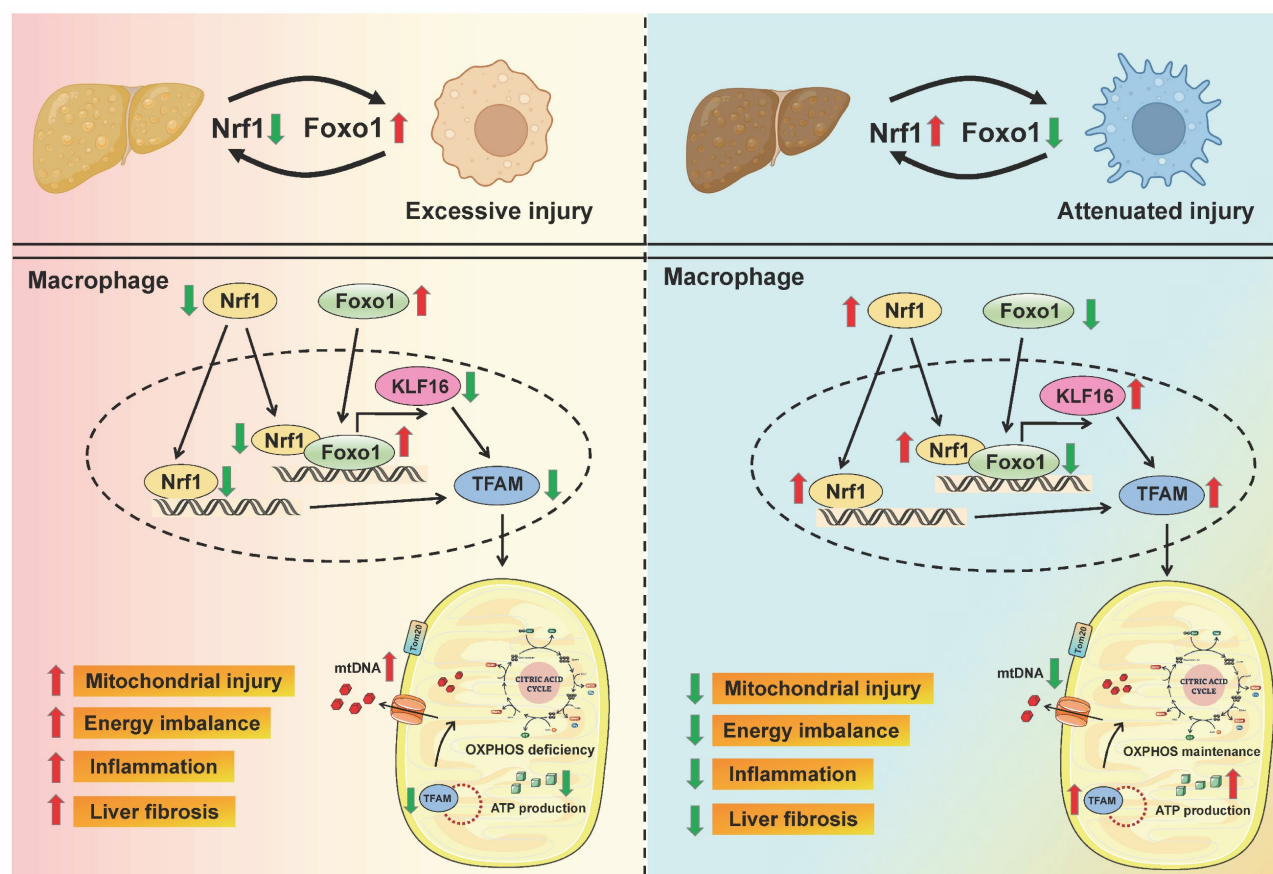 Nrf1 Foxo1
Excessive injury
Nrf1 Foxo1
Attenuated injury
Macrophage
Nrf1
Foxo1
KLF16
Nrf1
Foxo1
Nrf1
TFAM
Tom20
mtDNA
CITRIC ACID
CYCLE
OXPHOS deficiency
TFAM
ATP production
Mitochondrial injury
Energy imbalance
Inflammation
Liver fibrosis
Macrophage
Nrf1
Foxo1
KLF16
Nrf1
Foxo1
Nrf1
TFAM
Tom20
mtDNA
CITRIC ACID
CYCLE
OXPHOS maintenance
TFAM
ATP production
Mitochondrial injury
Energy imbalance
Inflammation
Liver fibrosis